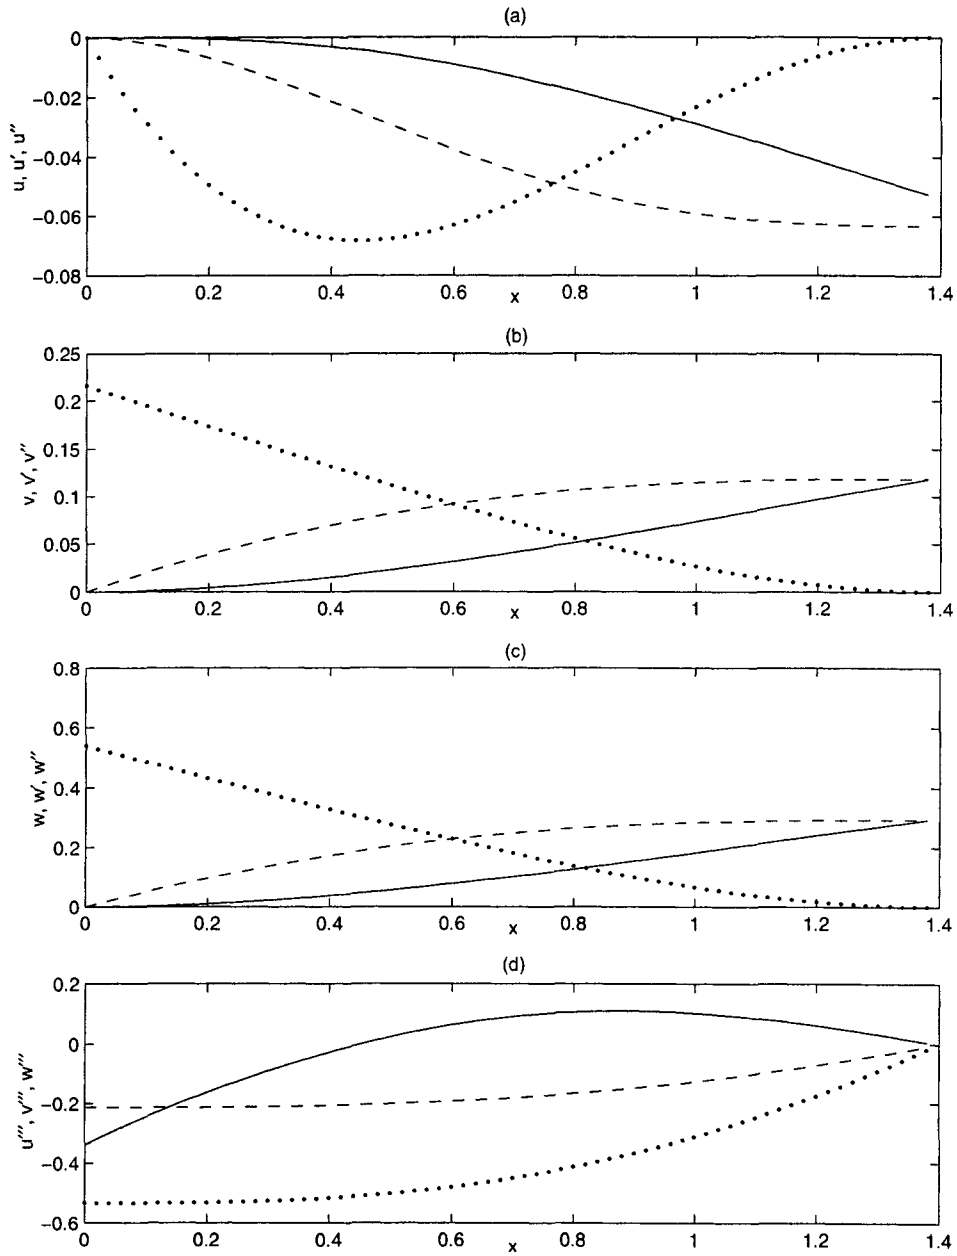 (a)
0
−0.02
−0.04
−0.06
−0.08
u, u′, u″
0 0.2 0.4 0.6 0.8 1 1.2 1.4
x
(b)
0.25
0.2
0.15
0.1
0.05
0
v, v′, v″
0 0.2 0.4 0.6 0.8 1 1.2 1.4
x
(c)
0.8
0.6
0.4
0.2
0
w, w′, w″
0 0.2 0.4 0.6 0.8 1 1.2 1.4
x
(d)
0.2
0
−0.2
−0.4
−0.6
u‴, v‴, w‴
0 0.2 0.4 0.6 0.8 1 1.2 1.4
x